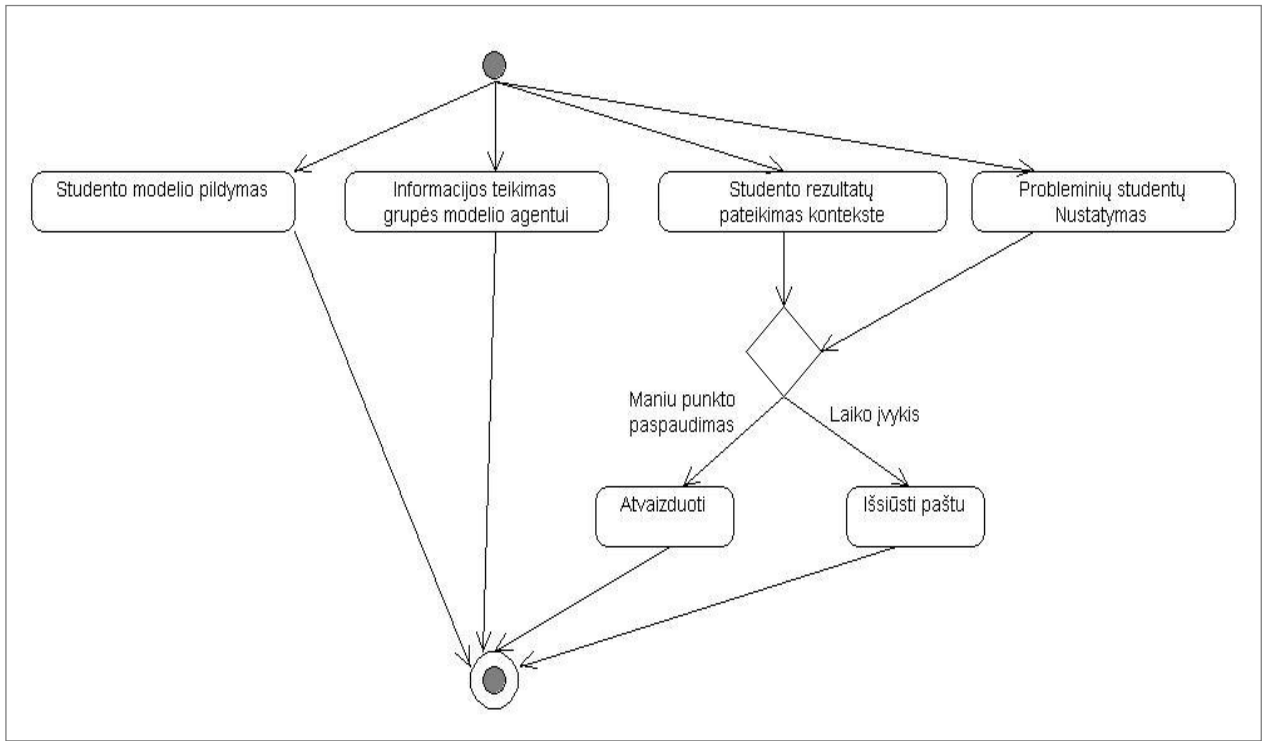 Studento modelio pildymas
Informacijos teikimas
grupės modelio agentui
Studento rezultatų
pateikimas kontekste
Probleminių studentų
Nustatymas
Maniu punkto
paspaudimas
Laiko įvykis
Atvaizduoti
Išsiūsti paštu